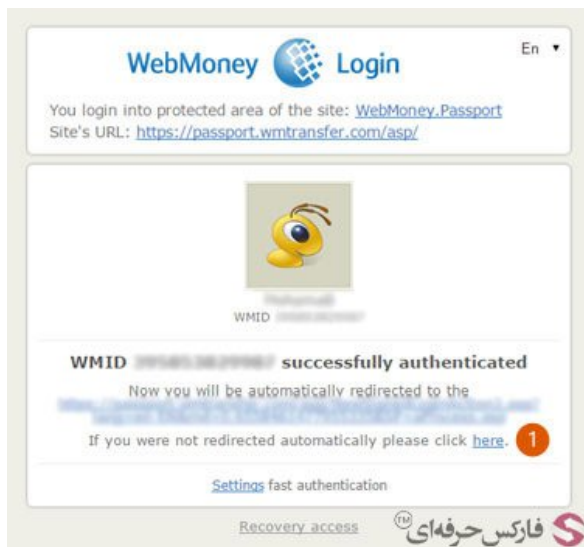 WebMoney Login
En
You login into protected area of the site: WebMoney.Passport
Site's URL: https://passport.wmtransfer.com/asp/
WMID
WMID successfully authenticated
Now you will be automatically redirected to the
If you were not redirected automatically please click here. 1
Settings fast authentication
Recovery access
فارکس حرفه‌ای™